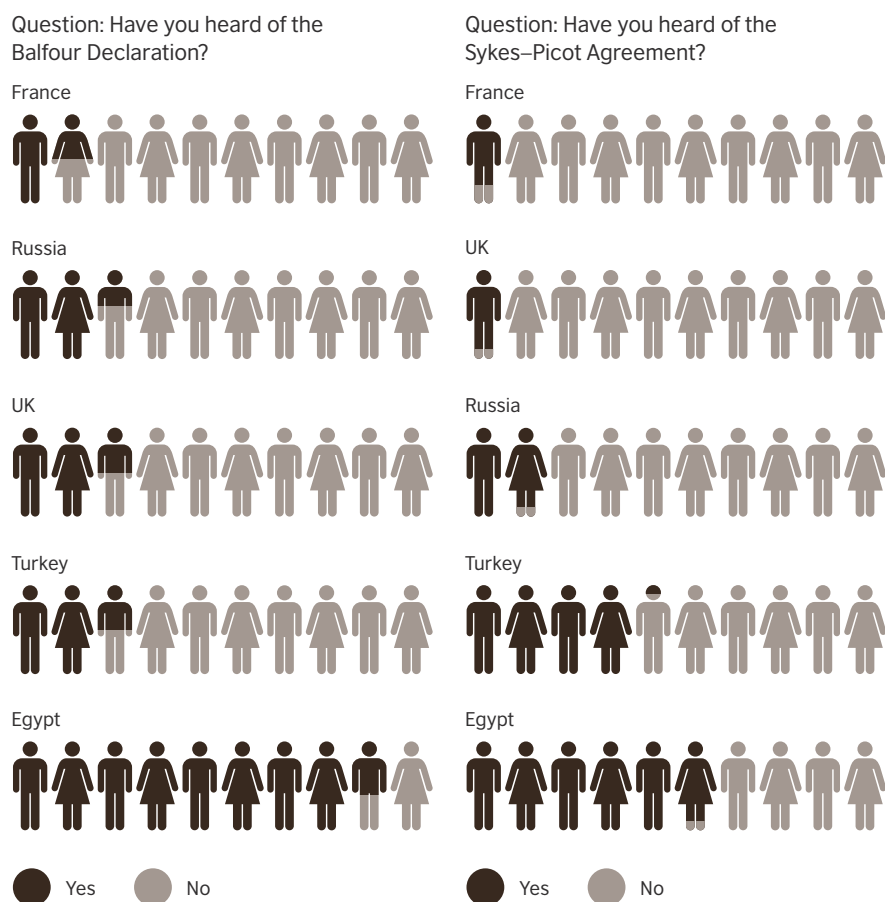 Question: Have you heard of the
Balfour Declaration?
France
Russia
UK
Turkey
Egypt
Yes
No
Question: Have you heard of the
Sykes–Picot Agreement?
France
UK
Russia
Turkey
Egypt
Yes
No